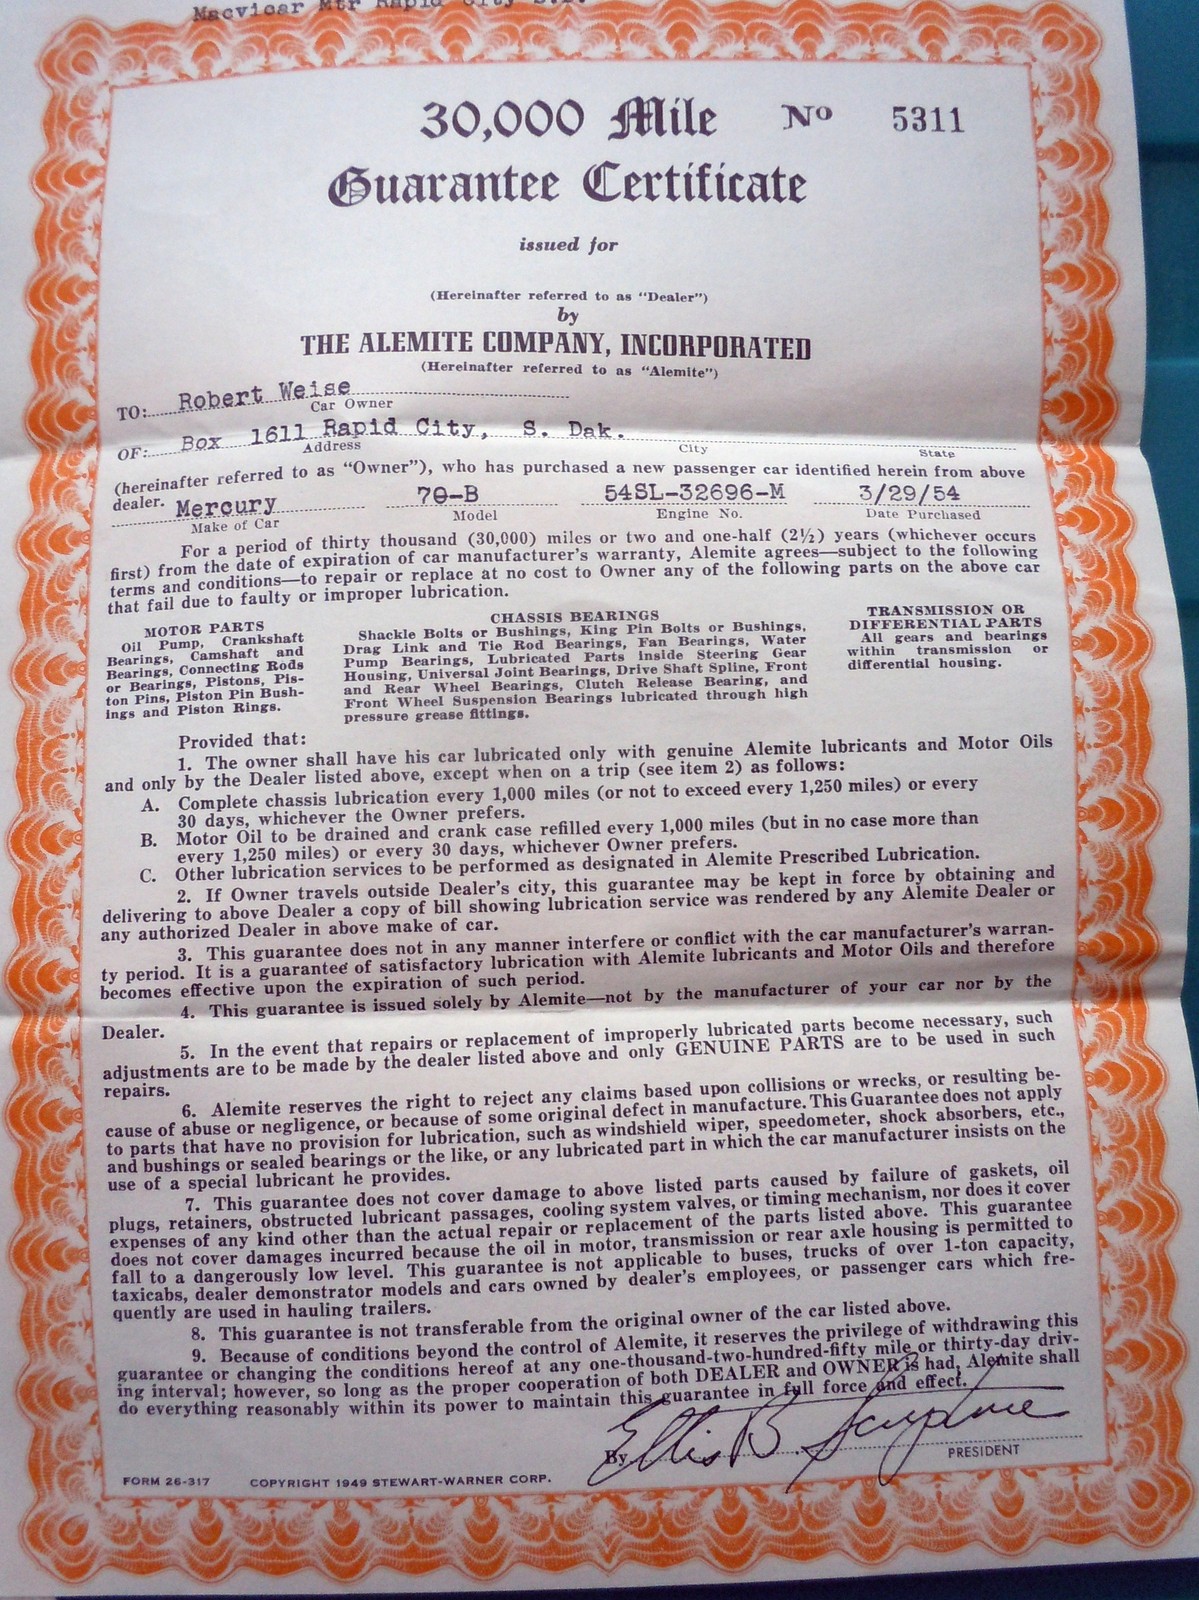 Macvicar Mtr Rapid City S.D.
30,000 Mile No 5311
Guarantee Certificate
issued for
(Hereinafter referred to as "Dealer")
by
THE ALEMITE COMPANY, INCORPORATED
(Hereinafter referred to as "Alemite")
TO: Robert Weise
Car Owner
OF: Box 1611 Rapid City, S. Dak.
Address City State
(hereinafter referred to as "Owner"), who has purchased a new passenger car identified herein from above
dealer. Mercury 70-B 54SL-32696-M 3/29/54
Make of Car Model Engine No. Date Purchased
For a period of thirty thousand (30,000) miles or two and one-half (2½) years (whichever occurs
first) from the date of expiration of car manufacturer's warranty, Alemite agrees—subject to the following
terms and conditions—to repair or replace at no cost to Owner any of the following parts on the above car
that fail due to faulty or improper lubrication.
MOTOR PARTS
Oil Pump, Crankshaft
Bearings, Camshaft and
Bearings, Connecting Rods
or Bearings, Pistons, Pis-
ton Pins, Piston Pin Bush-
ings and Piston Rings.
CHASSIS BEARINGS
Shackle Bolts or Bushings, King Pin Bolts or Bushings,
Drag Link and Tie Rod Bearings, Fan Bearings, Water
Pump Bearings, Lubricated Parts Inside Steering Gear
Housing, Universal Joint Bearings, Drive Shaft Spline, Front
and Rear Wheel Bearings, Clutch Release Bearing, and
Front Wheel Suspension Bearings lubricated through high
pressure grease fittings.
TRANSMISSION OR
DIFFERENTIAL PARTS
All gears and bearings
within transmission or
differential housing.
Provided that:
1. The owner shall have his car lubricated only with genuine Alemite lubricants and Motor Oils
and only by the Dealer listed above, except when on a trip (see item 2) as follows:
A. Complete chassis lubrication every 1,000 miles (or not to exceed every 1,250 miles) or every
30 days, whichever the Owner prefers.
B. Motor Oil to be drained and crank case refilled every 1,000 miles (but in no case more than
every 1,250 miles) or every 30 days, whichever Owner prefers.
C. Other lubrication services to be performed as designated in Alemite Prescribed Lubrication.
2. If Owner travels outside Dealer's city, this guarantee may be kept in force by obtaining and
delivering to above Dealer a copy of bill showing lubrication service was rendered by any Alemite Dealer or
any authorized Dealer in above make of car.
3. This guarantee does not in any manner interfere or conflict with the car manufacturer's warran-
ty period. It is a guarantee of satisfactory lubrication with Alemite lubricants and Motor Oils and therefore
becomes effective upon the expiration of such period.
4. This guarantee is issued solely by Alemite—not by the manufacturer of your car nor by the
Dealer.
5. In the event that repairs or replacement of improperly lubricated parts become necessary, such
adjustments are to be made by the dealer listed above and only GENUINE PARTS are to be used in such
repairs.
6. Alemite reserves the right to reject any claims based upon collisions or wrecks, or resulting be-
cause of abuse or negligence, or because of some original defect in manufacture. This Guarantee does not apply
to parts that have no provision for lubrication, such as windshield wiper, speedometer, shock absorbers, etc.,
and bushings or sealed bearings or the like, or any lubricated part in which the car manufacturer insists on the
use of a special lubricant he provides.
7. This guarantee does not cover damage to above listed parts caused by failure of gaskets, oil
plugs, retainers, obstructed lubricant passages, cooling system valves, or timing mechanism, nor does it cover
expenses of any kind other than the actual repair or replacement of the parts listed above. This guarantee
does not cover damages incurred because the oil in motor, transmission or rear axle housing is permitted to
fall to a dangerously low level. This guarantee is not applicable to buses, trucks of over 1-ton capacity,
taxicabs, dealer demonstrator models and cars owned by dealer's employees, or passenger cars which fre-
quently are used in hauling trailers.
8. This guarantee is not transferable from the original owner of the car listed above.
9. Because of conditions beyond the control of Alemite, it reserves the privilege of withdrawing this
guarantee or changing the conditions hereof at any one-thousand-two-hundred-fifty mile or thirty-day driv-
ing interval; however, so long as the proper cooperation of both DEALER and OWNER is had, Alemite shall
do everything reasonably within its power to maintain this guarantee in full force and effect.
By Ellis B.
PRESIDENT
FORM 26-317 COPYRIGHT 1949 STEWART-WARNER CORP.